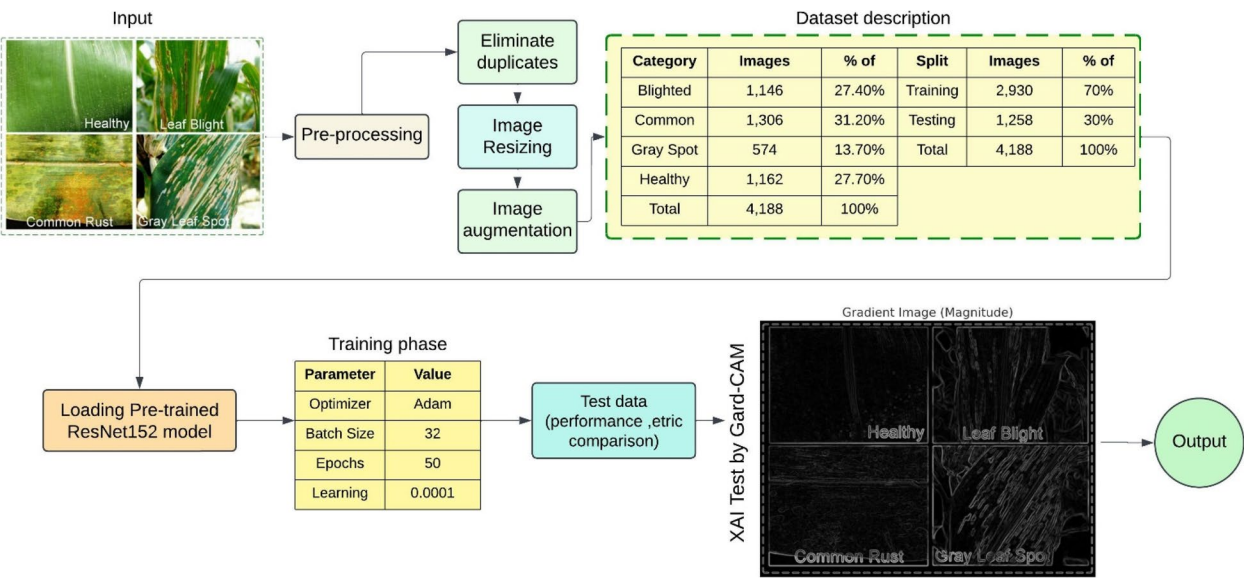 Input
Healthy
Leaf Blight
Common Rust
Gray Leaf Spot
Pre-processing
Eliminate
duplicates
Image
Resizing
Image
augmentation
Dataset description
Category Images % of Split Images % of
Blighted 1,146 27.40% Training 2,930 70%
Common 1,306 31.20% Testing 1,258 30%
Gray Spot 574 13.70% Total 4,188 100%
Healthy 1,162 27.70%
Total 4,188 100%
Loading Pre-trained
ResNet152 model
Training phase
Parameter Value
Optimizer Adam
Batch Size 32
Epochs 50
Learning 0.0001
Test data
(performance ,etric
comparison)
XAI Test by Gard-CAM
Gradient Image (Magnitude)
Healthy
Leaf Blight
Common Rust
Gray Leaf Spot
Output